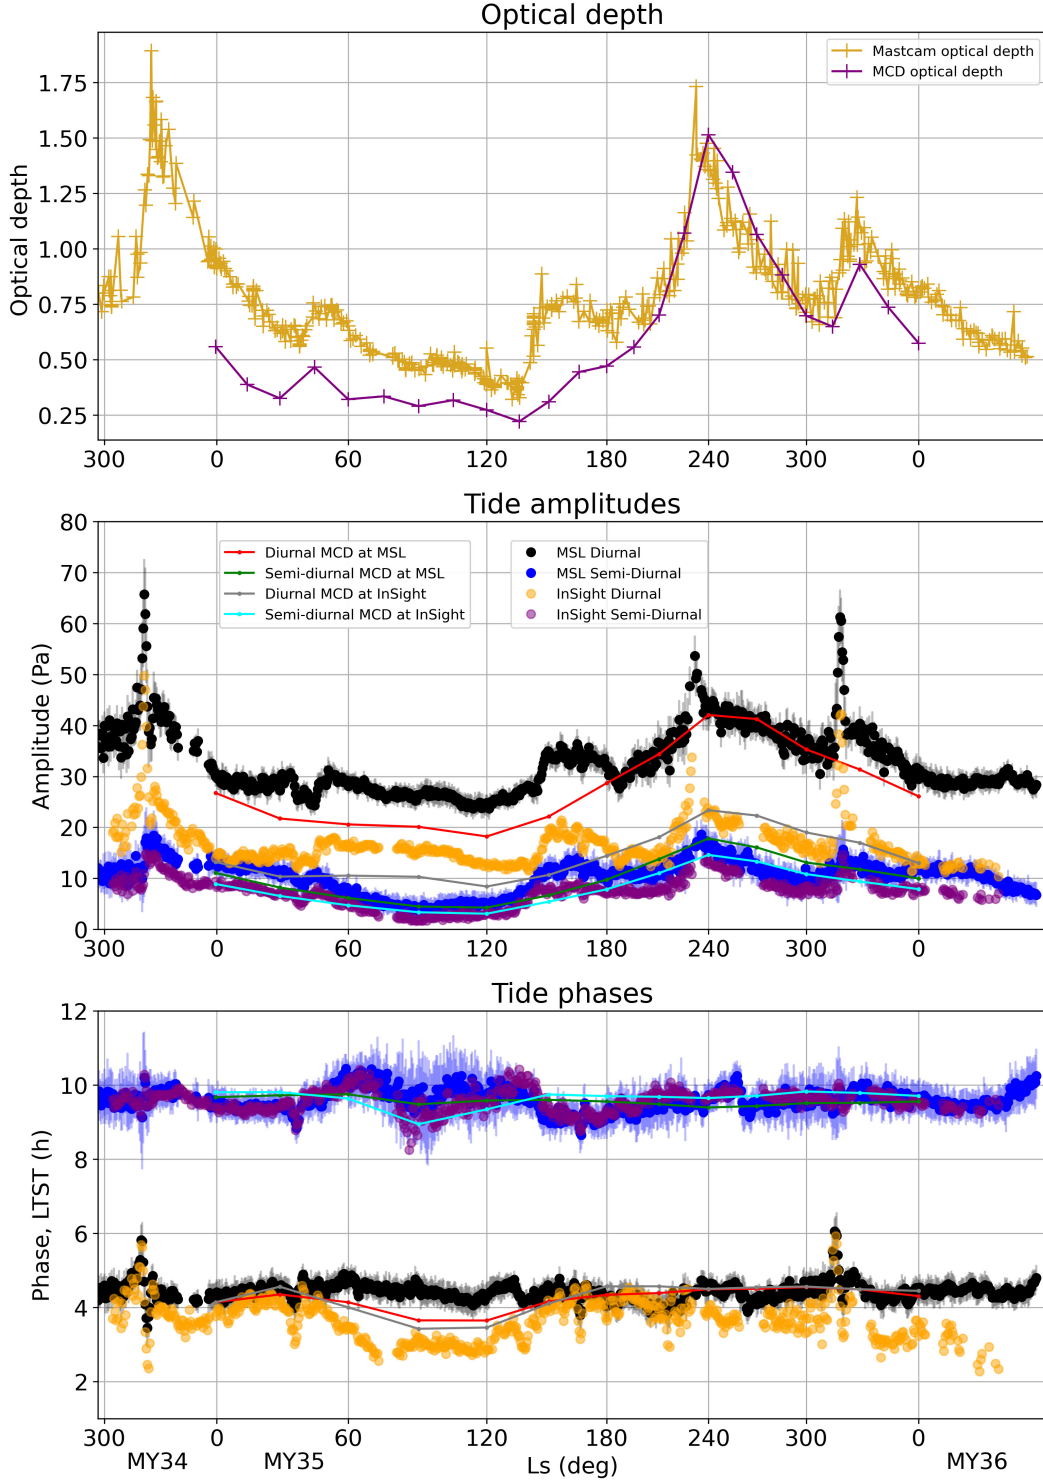 Optical depth
Mastcam optical depth
MCD optical depth
Optical depth
1.75
1.50
1.25
1.00
0.75
0.50
0.25
300 0 60 120 180 240 300 0
Tide amplitudes
Diurnal MCD at MSL
Semi-diurnal MCD at MSL
Diurnal MCD at InSight
Semi-diurnal MCD at InSight
MSL Diurnal
MSL Semi-Diurnal
InSight Diurnal
InSight Semi-Diurnal
Amplitude (Pa)
80
70
60
50
40
30
20
10
0
300 0 60 120 180 240 300 0
Tide phases
Phase, LTST (h)
12
10
8
6
4
2
300 0 60 120 180 240 300 0
MY34 MY35 Ls (deg) MY36